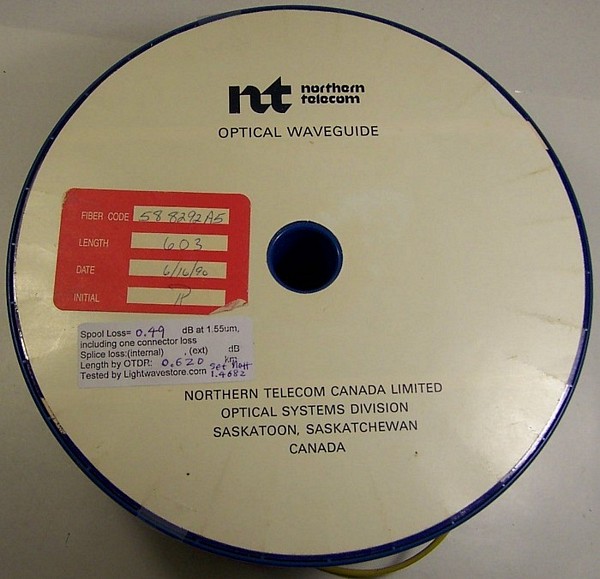 nt northern
telecom
OPTICAL WAVEGUIDE
FIBER CODE 588292A5
LENGTH 603
DATE 6/16/90
INITIAL
Spool Loss= 0.49 dB at 1.55um,
including one connector loss
Splice loss:(internal) , (ext) dB
Length by OTDR: 0.620 km
Tested by Lightwavestore.com 1.4682
NORTHERN TELECOM CANADA LIMITED
OPTICAL SYSTEMS DIVISION
SASKATOON, SASKATCHEWAN
CANADA